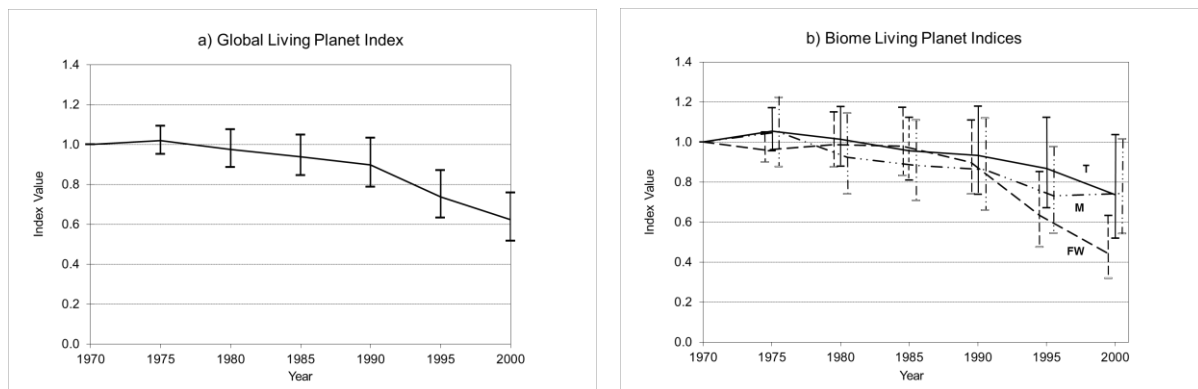 a) Global Living Planet Index
1.4
1.2
1.0
0.8
0.6
0.4
0.2
0.0
Index Value
1970 1975 1980 1985 1990 1995 2000
Year
b) Biome Living Planet Indices
1.4
1.2
1.0
0.8
0.6
0.4
0.2
0.0
Index Value
T
M
FW
1970 1975 1980 1985 1990 1995 2000
Year